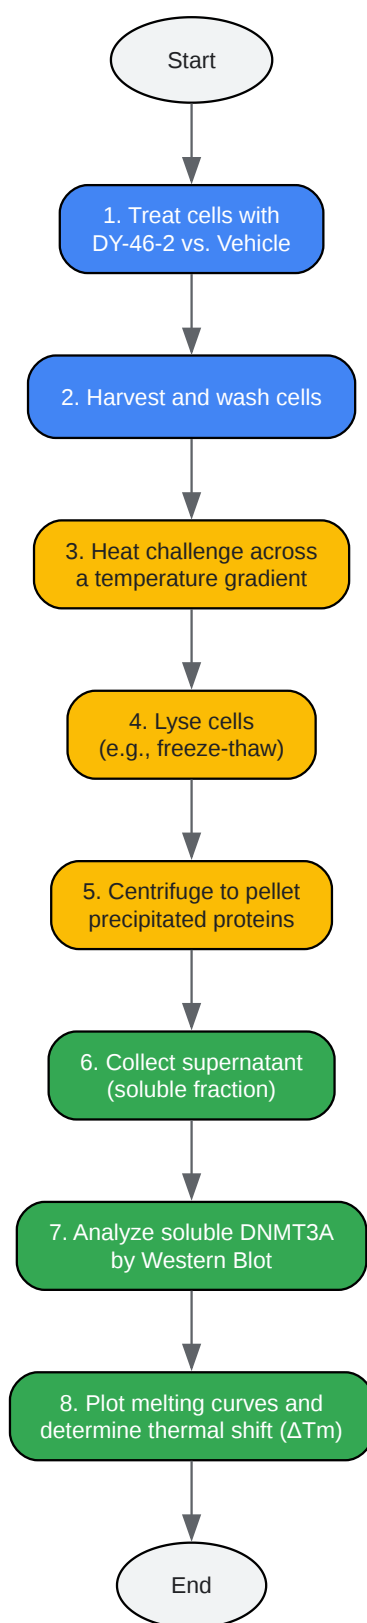 Start
1. Treat cells with
DY-46-2 vs. Vehicle
2. Harvest and wash cells
3. Heat challenge across
a temperature gradient
4. Lyse cells
(e.g., freeze-thaw)
5. Centrifuge to pellet
precipitated proteins
6. Collect supernatant
(soluble fraction)
7. Analyze soluble DNMT3A
by Western Blot
8. Plot melting curves and
determine thermal shift (ΔTm)
End